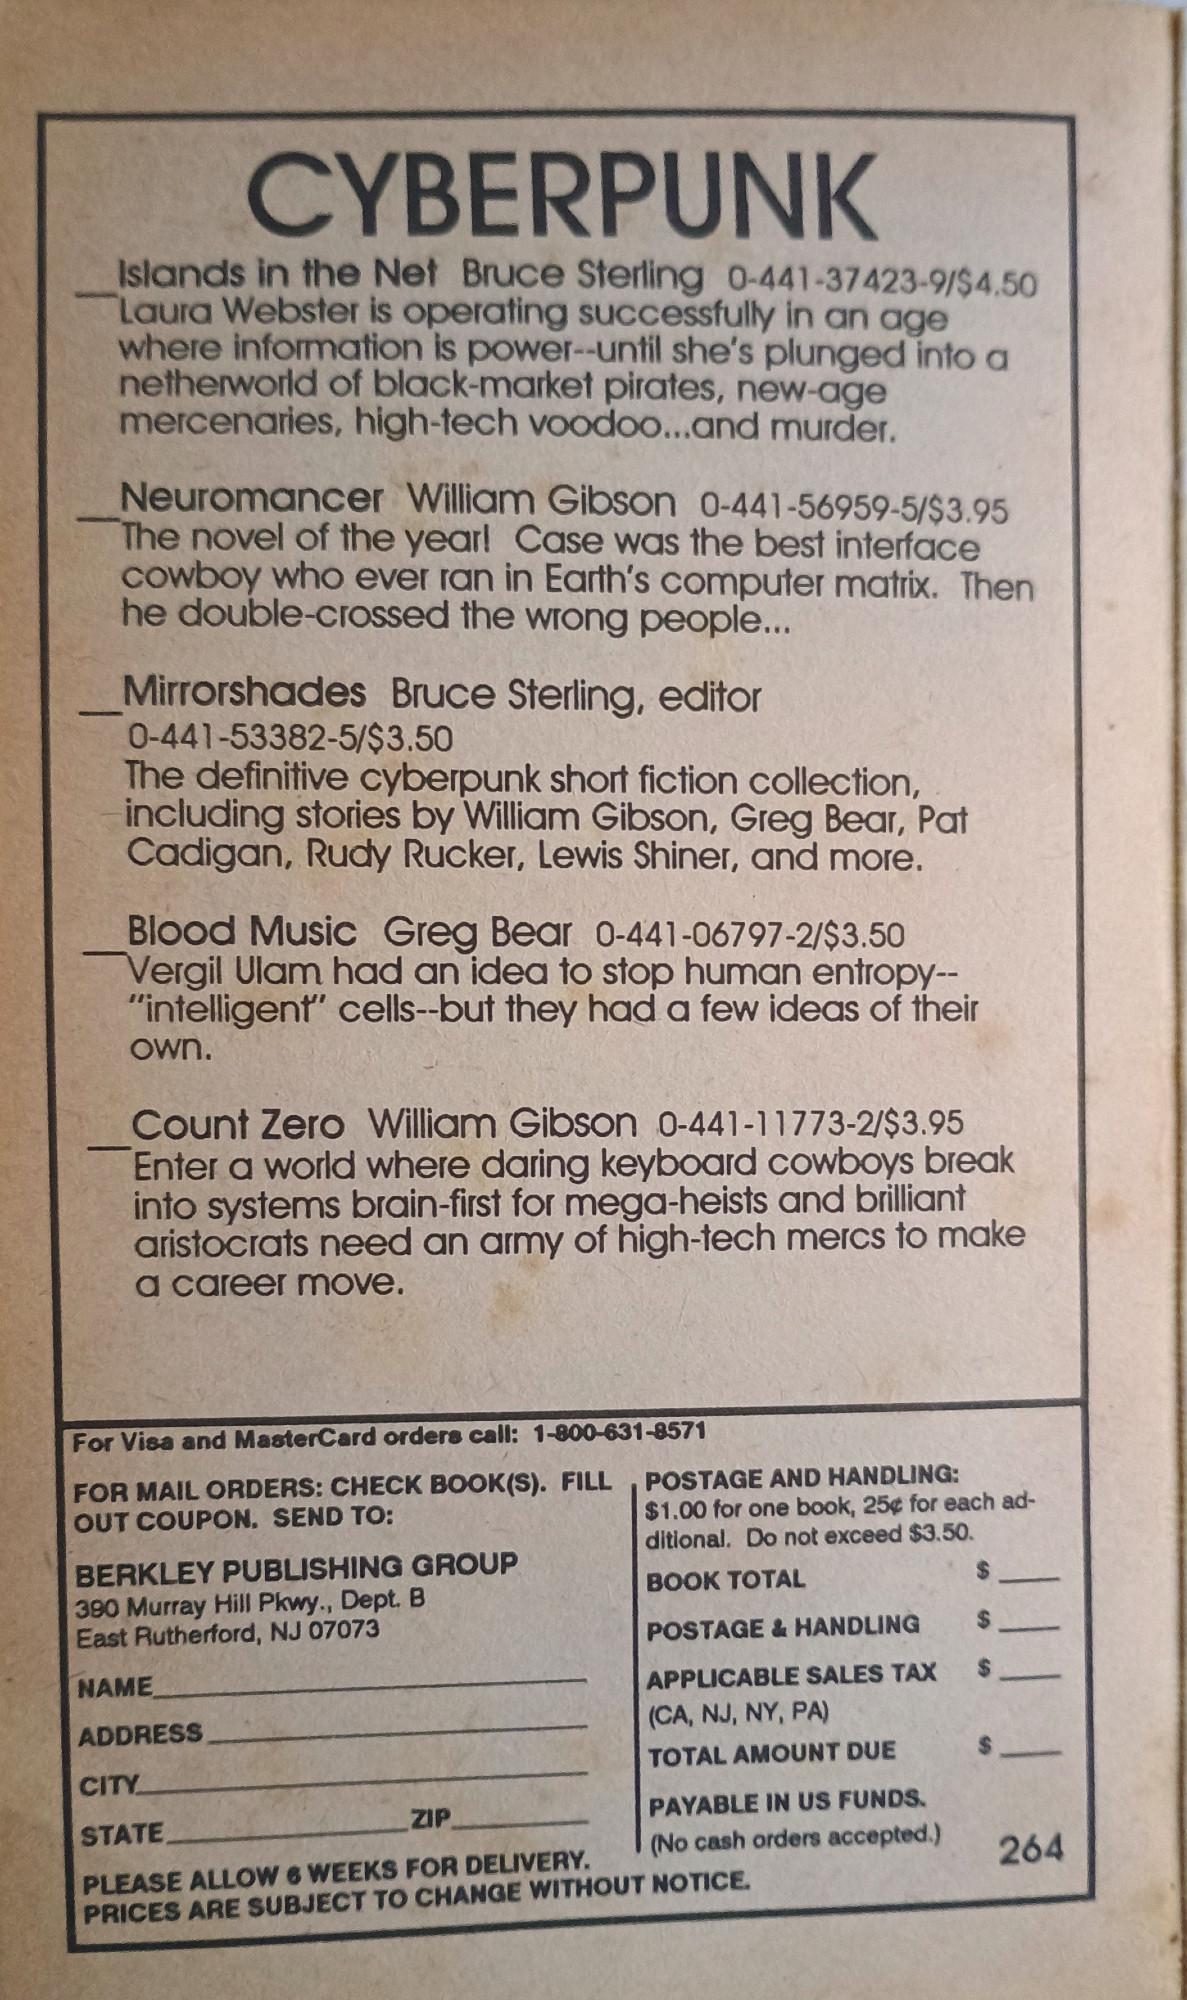 CYBERPUNK
__Islands in the Net Bruce Sterling 0-441-37423-9/$4.50
Laura Webster is operating successfully in an age
where information is power--until she's plunged into a
netherworld of black-market pirates, new-age
mercenaries, high-tech voodoo...and murder.
__Neuromancer William Gibson 0-441-56959-5/$3.95
The novel of the year! Case was the best interface
cowboy who ever ran in Earth's computer matrix. Then
he double-crossed the wrong people...
__Mirrorshades Bruce Sterling, editor
0-441-53382-5/$3.50
The definitive cyberpunk short fiction collection,
including stories by William Gibson, Greg Bear, Pat
Cadigan, Rudy Rucker, Lewis Shiner, and more.
__Blood Music Greg Bear 0-441-06797-2/$3.50
Vergil Ulam had an idea to stop human entropy--
"intelligent" cells--but they had a few ideas of their
own.
__Count Zero William Gibson 0-441-11773-2/$3.95
Enter a world where daring keyboard cowboys break
into systems brain-first for mega-heists and brilliant
aristocrats need an army of high-tech mercs to make
a career move.
For Visa and MasterCard orders call: 1-800-631-8571
FOR MAIL ORDERS: CHECK BOOK(S). FILL
OUT COUPON. SEND TO:
BERKLEY PUBLISHING GROUP
390 Murray Hill Pkwy., Dept. B
East Rutherford, NJ 07073
NAME
ADDRESS
CITY
STATE ZIP
PLEASE ALLOW 6 WEEKS FOR DELIVERY.
PRICES ARE SUBJECT TO CHANGE WITHOUT NOTICE.
POSTAGE AND HANDLING:
$1.00 for one book, 25¢ for each ad-
ditional. Do not exceed $3.50.
BOOK TOTAL $ ___
POSTAGE & HANDLING $ ___
APPLICABLE SALES TAX $ ___
(CA, NJ, NY, PA)
TOTAL AMOUNT DUE $ ___
PAYABLE IN US FUNDS.
(No cash orders accepted.)
264